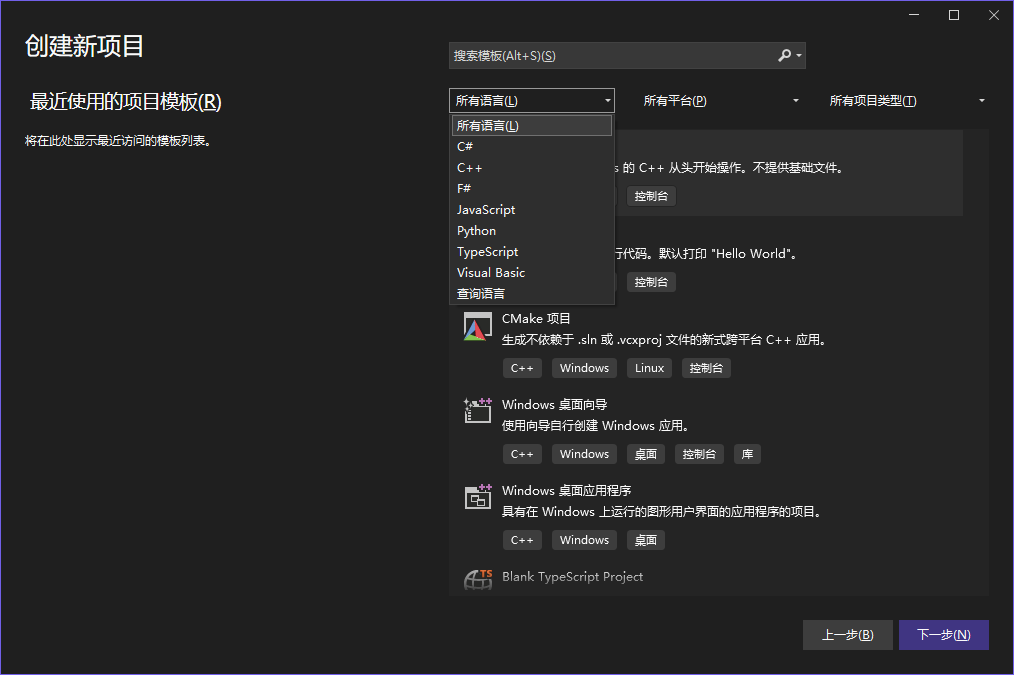 创建新项目
搜索模板(Alt+S)(S)
最近使用的项目模板(R)
将在此处显示最近访问的模板列表。
所有语言(L)
所有平台(P)
所有项目类型(T)
所有语言(L)
C#
C++
F#
JavaScript
Python
TypeScript
Visual Basic
查询语言
的 C++ 从头开始操作。不提供基础文件。
控制台
行代码。默认打印 "Hello World"。
控制台
CMake 项目
生成不依赖于 .sln 或 .vcxproj 文件的新式跨平台 C++ 应用。
C++ Windows Linux 控制台
Windows 桌面向导
使用向导自行创建 Windows 应用。
C++ Windows 桌面 控制台 库
Windows 桌面应用程序
具有在 Windows 上运行的图形用户界面的应用程序的项目。
C++ Windows 桌面
TS
Blank TypeScript Project
上一步(B)
下一步(N)